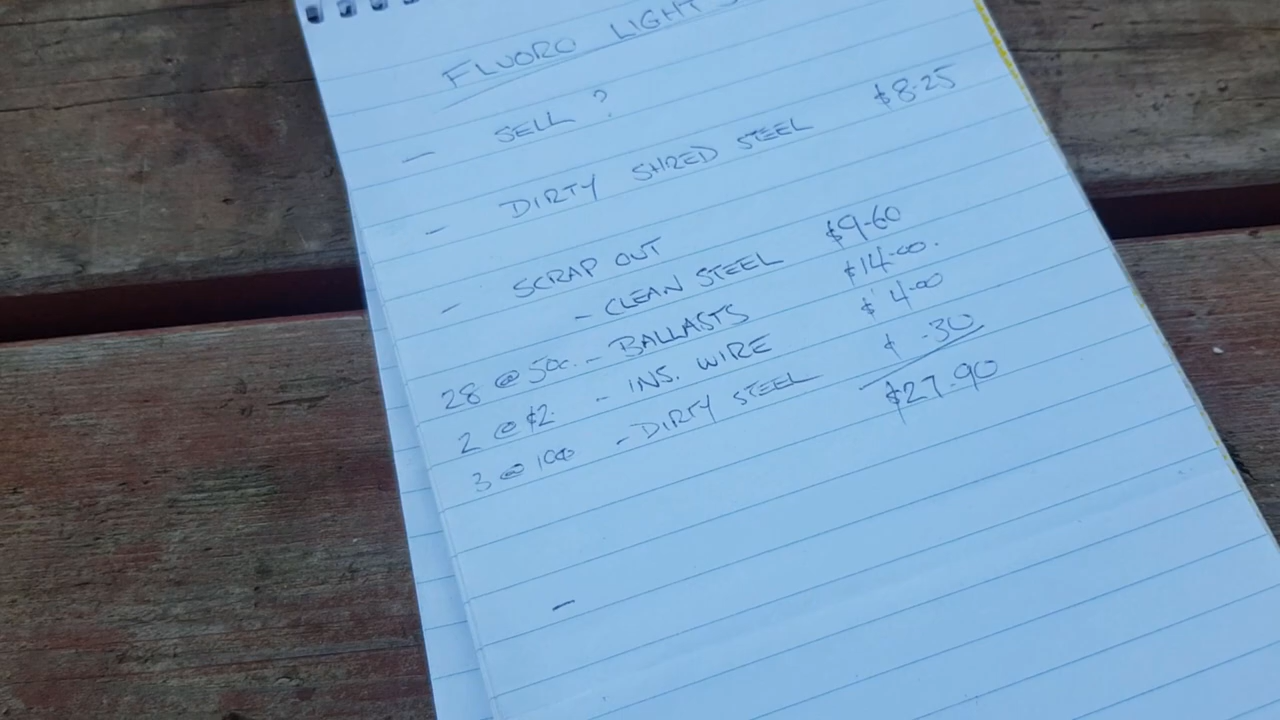 FLUORO LIGHT
- SELL ?
- DIRTY SHRED STEEL $8.25
- SCRAP OUT
- CLEAN STEEL $9.60
28 @ 50c. - BALLASTS $14.00.
2 @ $2. - INS. WIRE $4.00
3 @ 10c - DIRTY STEEL $ .30
$27.90
-